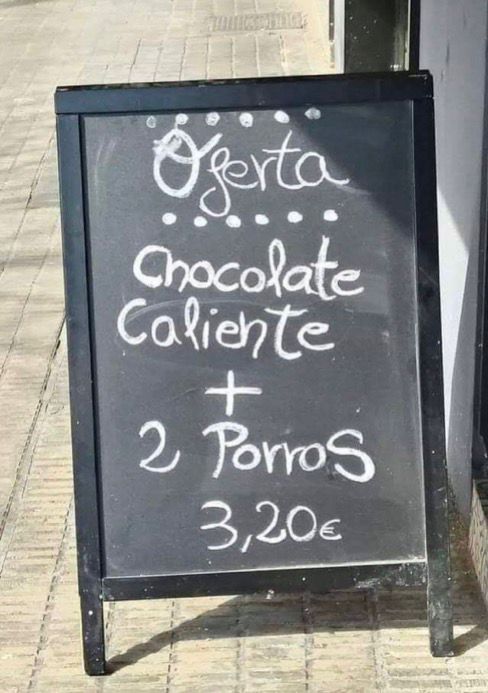 Oferta
Chocolate
Caliente
+
2 Porros
3,20€